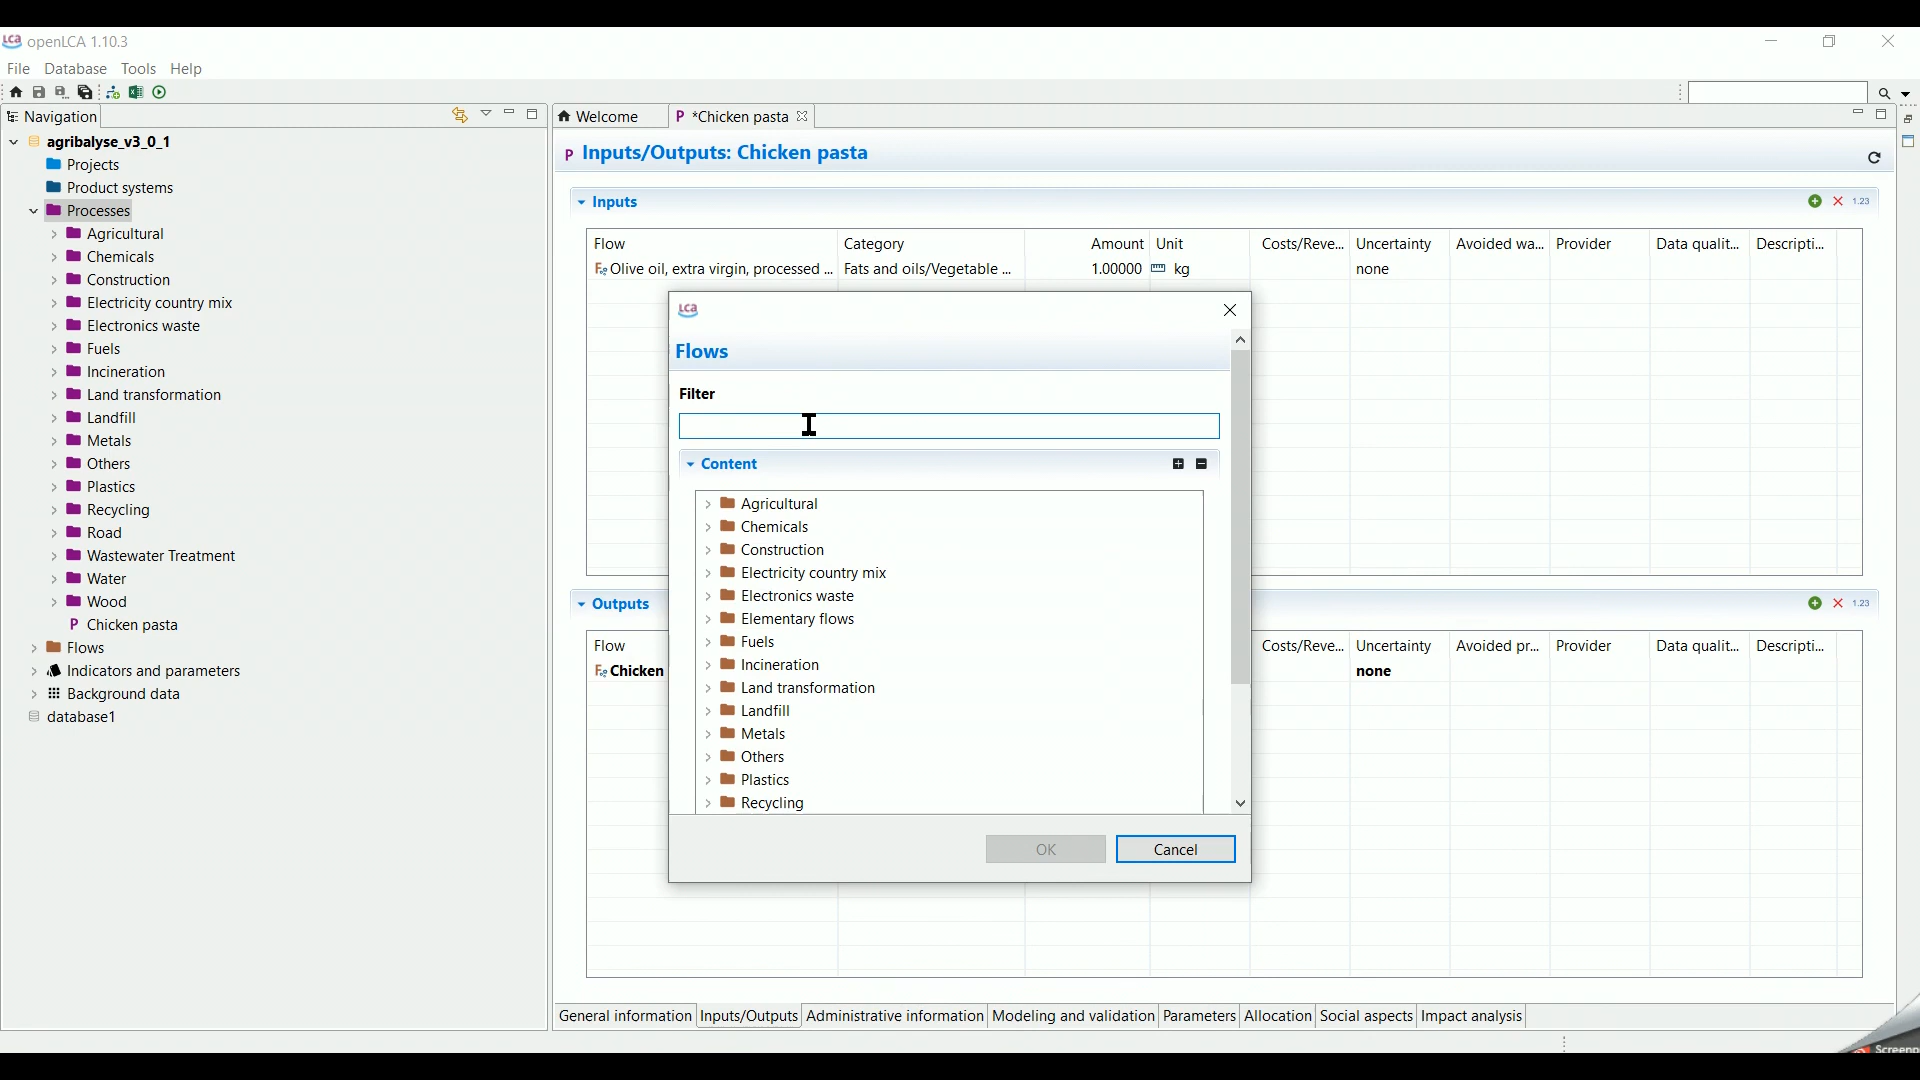 LCA openLCA 1.10.3
File Database Tools Help
Navigation
agribalyse_v3_0_1
Projects
Product systems
Processes
Agricultural
Chemicals
Construction
Electricity country mix
Electronics waste
Fuels
Incineration
Land transformation
Landfill
Metals
Others
Plastics
Recycling
Road
Wastewater Treatment
Water
Wood
P Chicken pasta
Flows
Indicators and parameters
Background data
database1
Welcome P *Chicken pasta
P Inputs/Outputs: Chicken pasta
Inputs 1.23
Flow Category Amount Unit Costs/Reve... Uncertainty Avoided wa... Provider Data qualit... Descripti...
Olive oil, extra virgin, processed ... Fats and oils/Vegetable ... 1.00000 kg none
LCA
Flows
Filter
Content
Agricultural
Chemicals
Construction
Electricity country mix
Electronics waste
Elementary flows
Fuels
Incineration
Land transformation
Landfill
Metals
Others
Plastics
Recycling
OK Cancel
Outputs 1.23
Flow Costs/Reve... Uncertainty Avoided pr... Provider Data qualit... Descripti...
Chicken none
General information Inputs/Outputs Administrative information Modeling and validation Parameters Allocation Social aspects Impact analysis